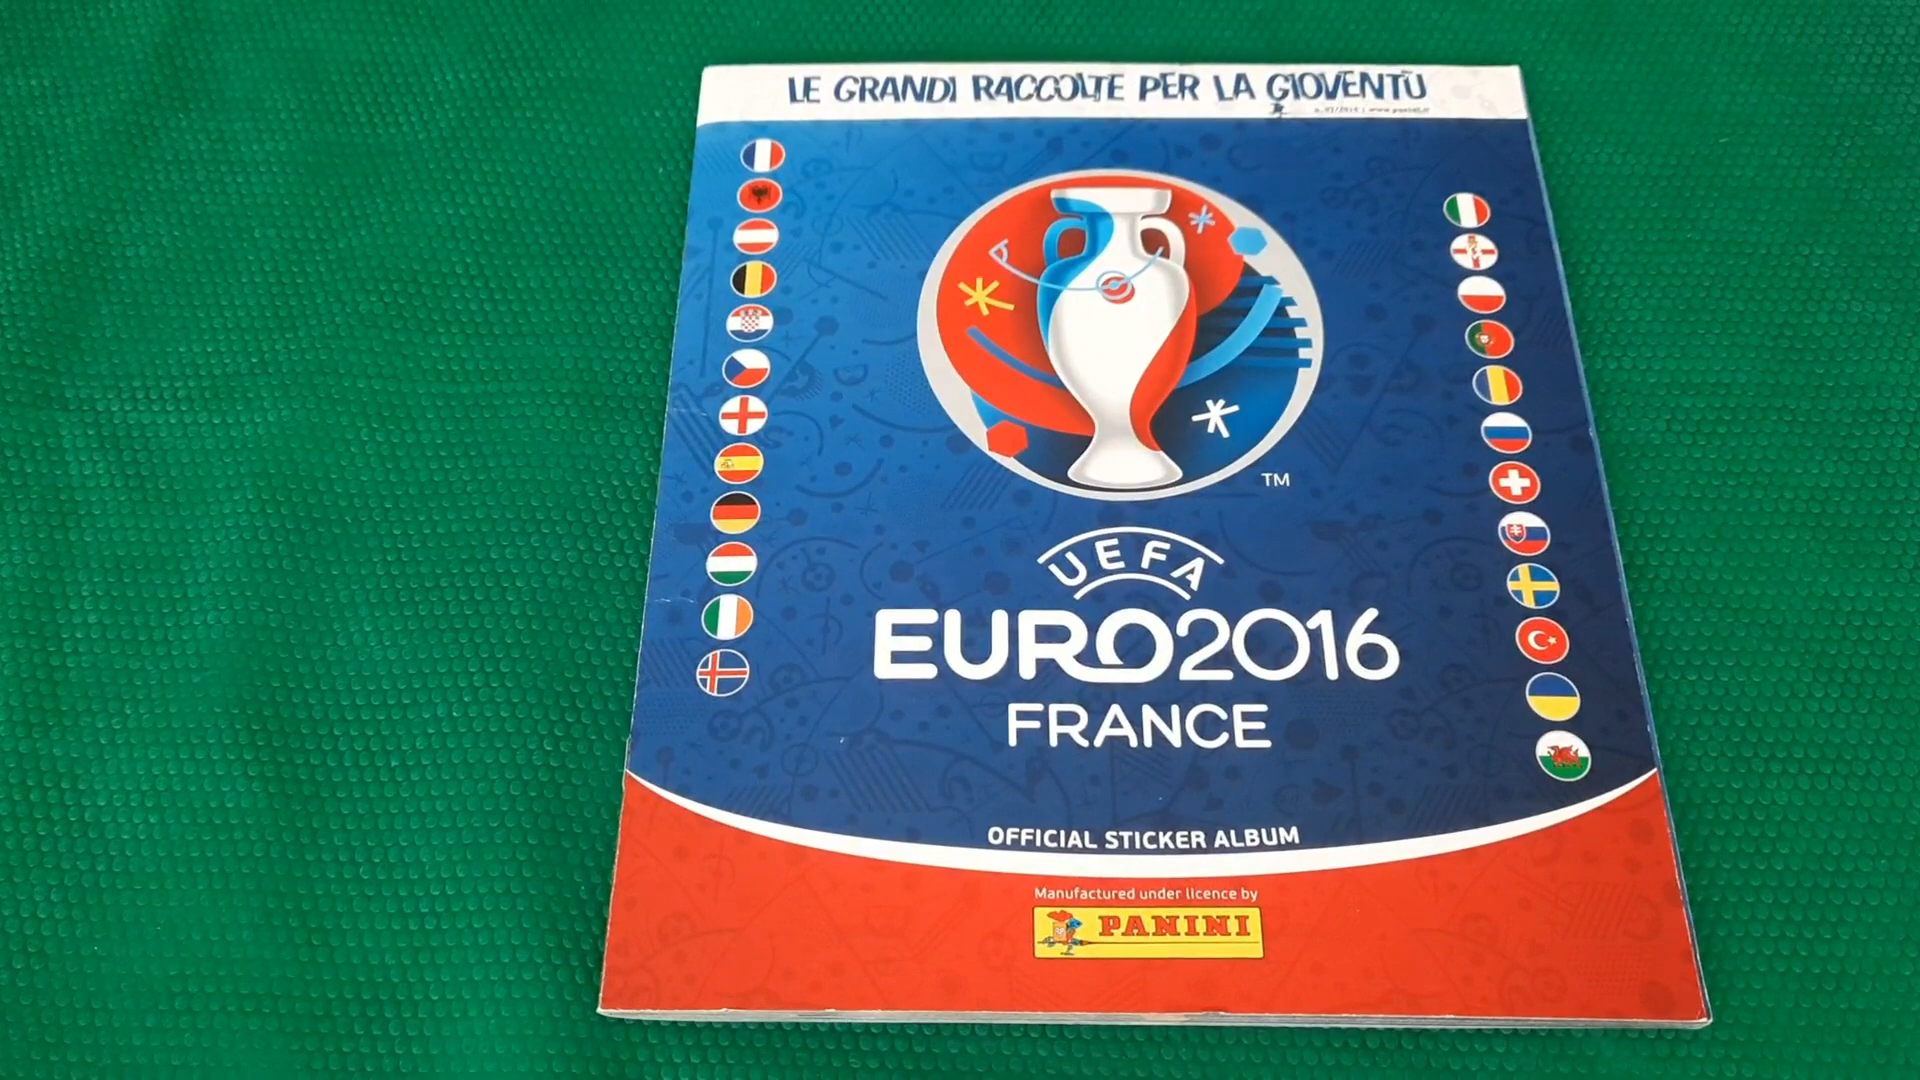 LE GRANDI RACCOLTE PER LA GIOVENTÙ
TM
UEFA
EURO2016
FRANCE
OFFICIAL STICKER ALBUM
Manufactured under licence by
PANINI